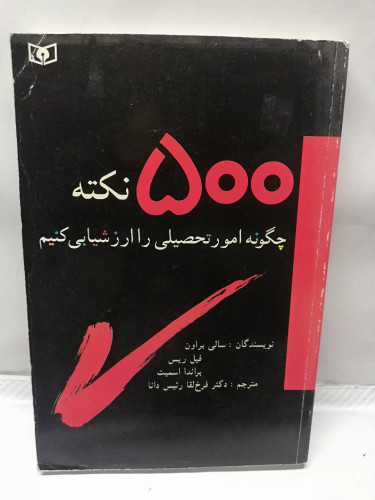 ۵۰۰ نکته
چگونه امور تحصیلی را ارزشیابی کنیم
نویسندگان : سالی براون
فیل ریس
براندا اسمیت
مترجم : دکتر فرخ‌لقا رئیس دانا